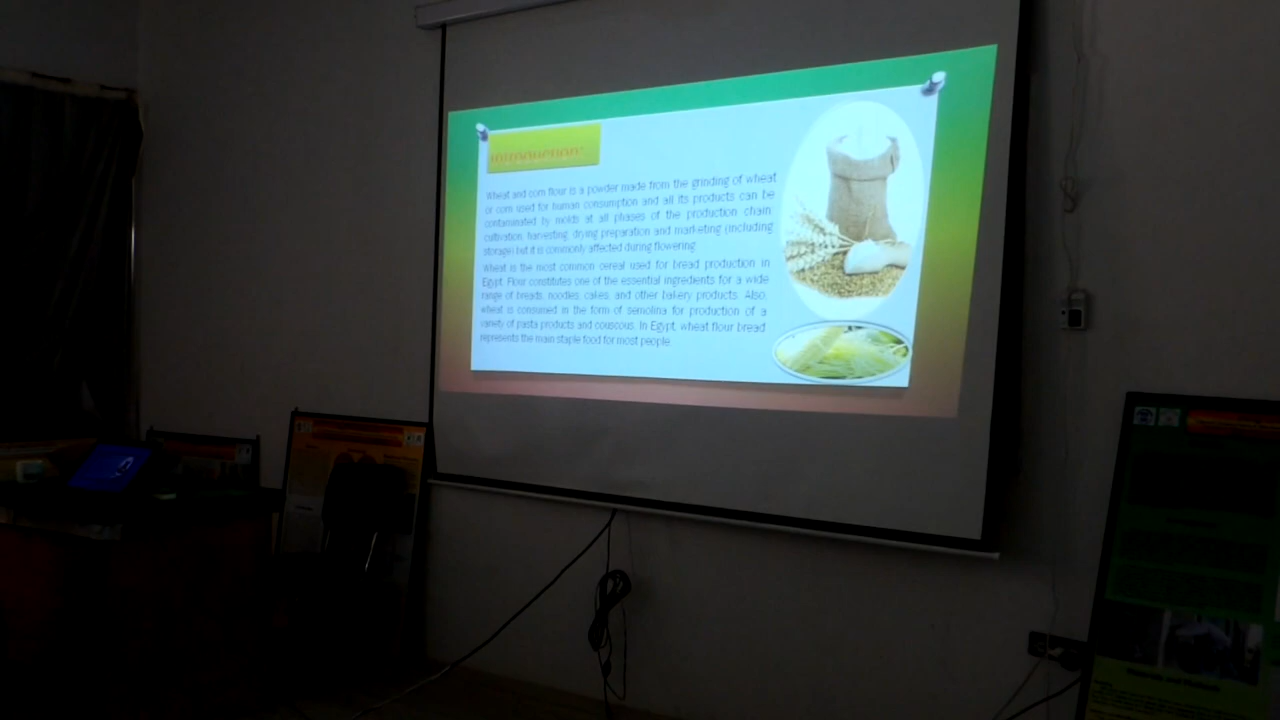 Introduction:
Wheat and corn flour is a powder made from the grinding of wheat
or corn used for human consumption and all its products can be
contaminated by molds at all phases of the production chain
cultivation, harvesting, drying preparation and marketing (including
storage) but it is commonly affected during flowering.
Wheat is the most common cereal used for bread production in
Egypt. Flour constitutes one of the essential ingredients for a wide
range of breads, noodles, cakes, and other bakery products. Also,
wheat is consumed in the form of semolina for production of a
variety of pasta products and couscous. In Egypt, wheat flour bread
represents the main staple food for most people.